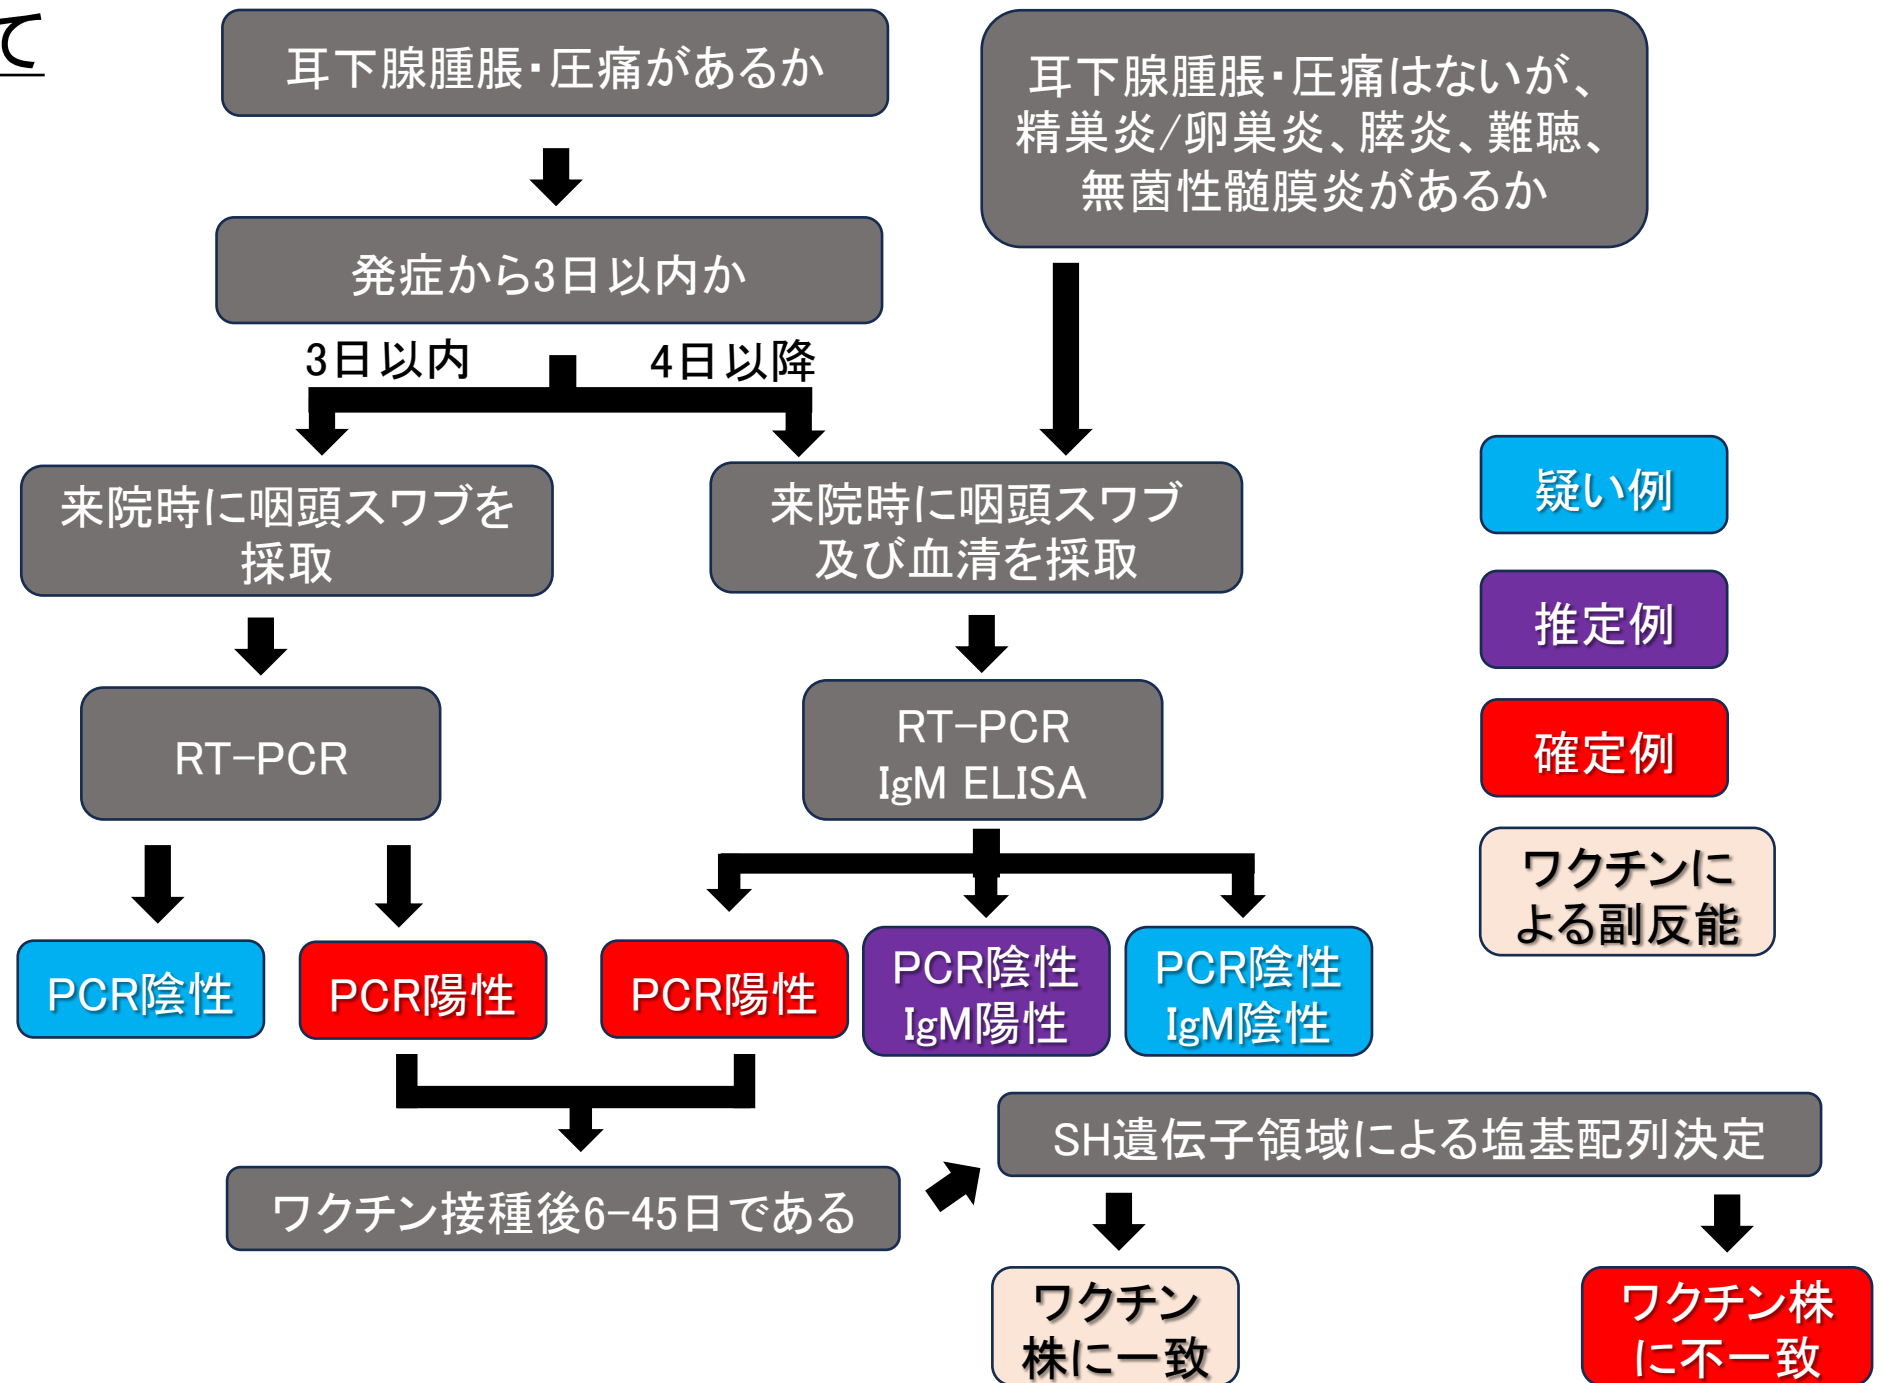 て
耳下腺腫脹・圧痛があるか
耳下腺腫脹・圧痛はないが、
精巣炎/卵巣炎、膵炎、難聴、
無菌性髄膜炎があるか
発症から3日以内か
3日以内
4日以降
来院時に咽頭スワブを
採取
来院時に咽頭スワブ
及び血清を採取
疑い例
推定例
確定例
ワクチンに
よる副反能
RT-PCR
RT-PCR
IgM ELISA
PCR陰性
PCR陽性
PCR陽性
PCR陰性
IgM陽性
PCR陰性
IgM陰性
ワクチン接種後6-45日である
SH遺伝子領域による塩基配列決定
ワクチン
株に一致
ワクチン株
に不一致